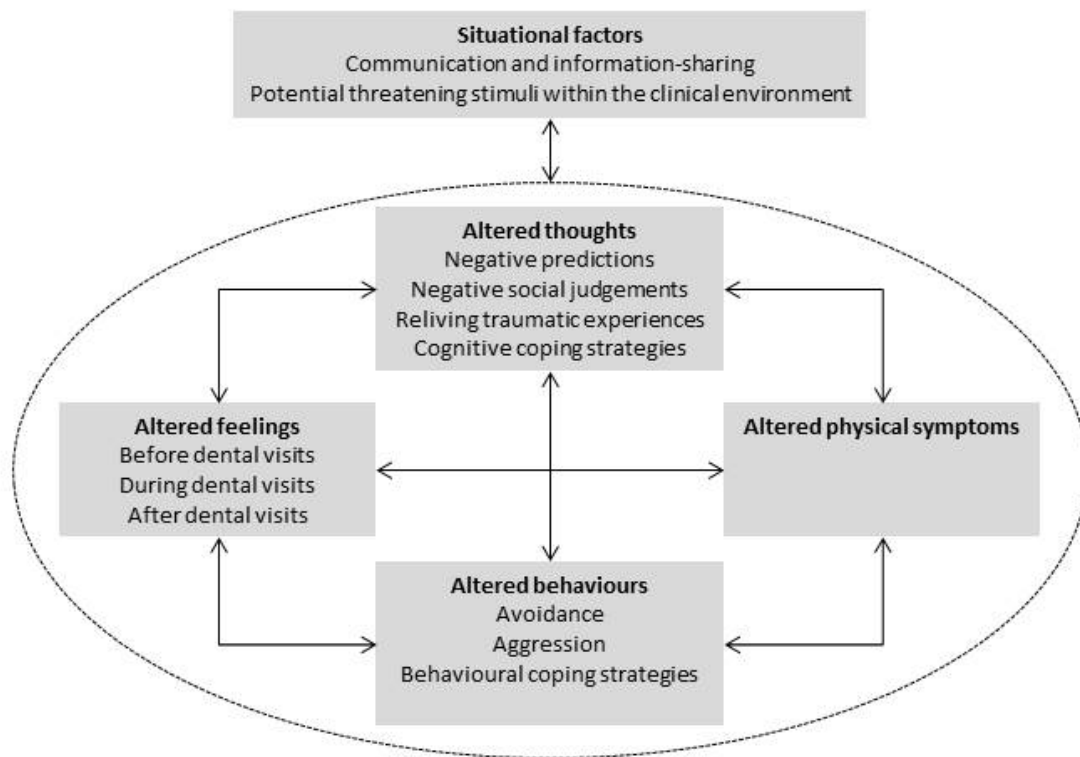 Situational factors
Communication and information-sharing
Potential threatening stimuli within the clinical environment
Altered thoughts
Negative predictions
Negative social judgements
Reliving traumatic experiences
Cognitive coping strategies
Altered feelings
Before dental visits
During dental visits
After dental visits
Altered physical symptoms
Altered behaviours
Avoidance
Aggression
Behavioural coping strategies